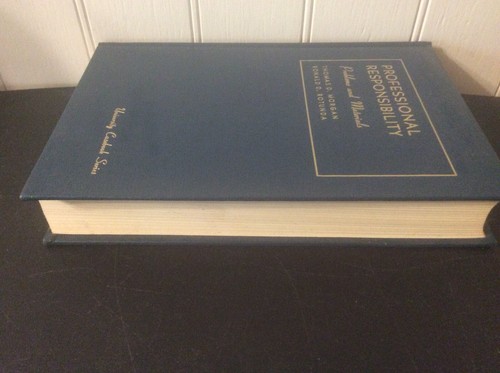 PROFESSIONAL
RESPONSIBILITY
Problems and Materials
THOMAS D. MORGAN
RONALD D. ROTUNDA
University Casebook Series